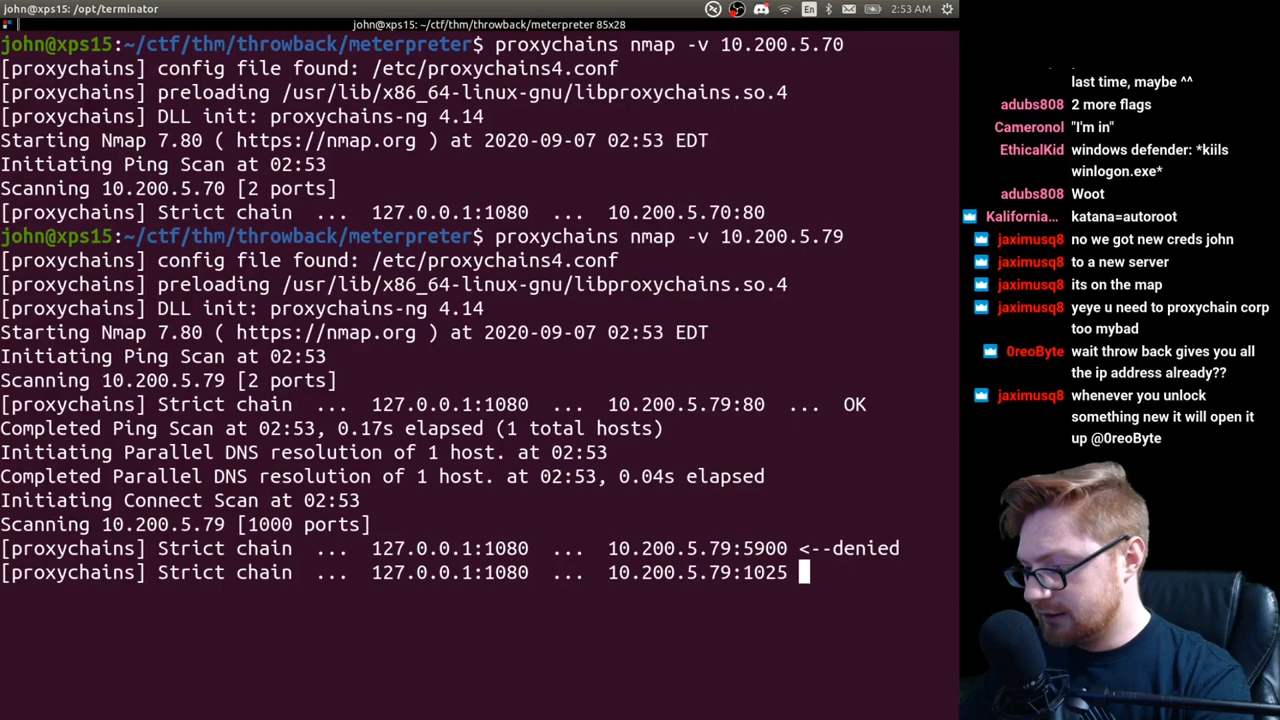 john@xps15: /opt/terminator
En
2:53 AM
john@xps15: ~/ctf/thm/throwback/meterpreter 85x28
john@xps15:~/ctf/thm/throwback/meterpreter$ proxychains nmap -v 10.200.5.70
[proxychains] config file found: /etc/proxychains4.conf
[proxychains] preloading /usr/lib/x86_64-linux-gnu/libproxychains.so.4
[proxychains] DLL init: proxychains-ng 4.14
Starting Nmap 7.80 ( https://nmap.org ) at 2020-09-07 02:53 EDT
Initiating Ping Scan at 02:53
Scanning 10.200.5.70 [2 ports]
[proxychains] Strict chain  ...  127.0.0.1:1080  ...  10.200.5.70:80
john@xps15:~/ctf/thm/throwback/meterpreter$ proxychains nmap -v 10.200.5.79
[proxychains] config file found: /etc/proxychains4.conf
[proxychains] preloading /usr/lib/x86_64-linux-gnu/libproxychains.so.4
[proxychains] DLL init: proxychains-ng 4.14
Starting Nmap 7.80 ( https://nmap.org ) at 2020-09-07 02:53 EDT
Initiating Ping Scan at 02:53
Scanning 10.200.5.79 [2 ports]
[proxychains] Strict chain  ...  127.0.0.1:1080  ...  10.200.5.79:80  ...  OK
Completed Ping Scan at 02:53, 0.17s elapsed (1 total hosts)
Initiating Parallel DNS resolution of 1 host. at 02:53
Completed Parallel DNS resolution of 1 host. at 02:53, 0.04s elapsed
Initiating Connect Scan at 02:53
Scanning 10.200.5.79 [1000 ports]
[proxychains] Strict chain  ...  127.0.0.1:1080  ...  10.200.5.79:5900 <--denied
[proxychains] Strict chain  ...  127.0.0.1:1080  ...  10.200.5.79:1025
last time, maybe ^^
adubs808 2 more flags
Cameronol "I'm in"
EthicalKid windows defender: *kiils
winlogon.exe*
adubs808 Woot
Kalifornia... katana=autoroot
jaximusq8 no we got new creds john
jaximusq8 to a new server
jaximusq8 its on the map
jaximusq8 yeye u need to proxychain corp
too mybad
0reoByte wait throw back gives you all
the ip address already??
jaximusq8 whenever you unlock
something new it will open it
up @0reoByte